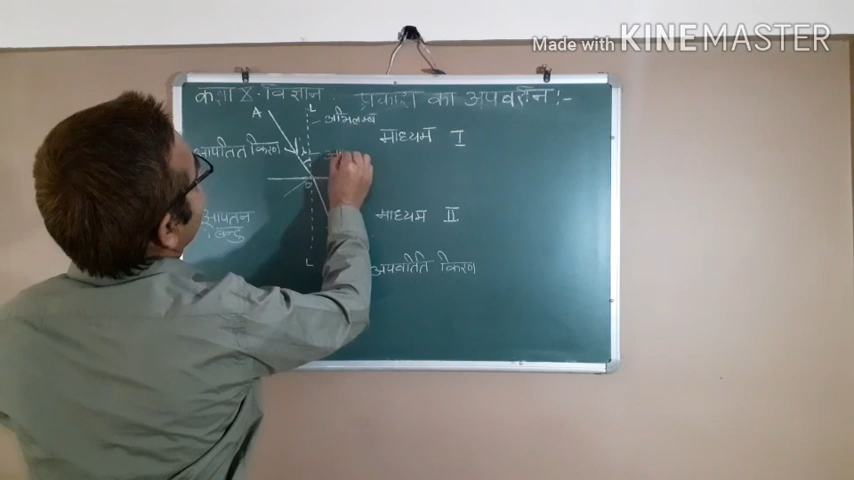 Made with KINEMASTER
कक्षा X विज्ञान
प्रकाश का अपवर्तन :-
A
L
अभिलम्ब
माध्यम I
आपतित किरण
i
माध्यम II
आपतन
बिन्दु
L
अपवर्तित किरण